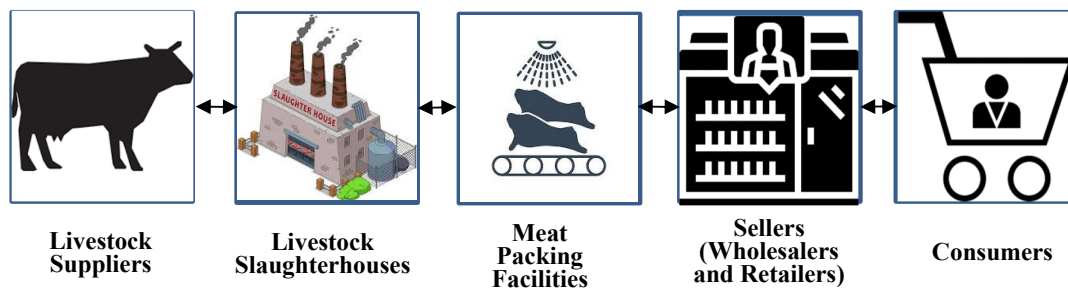 SLAUGHTER HOUSE
Livestock
Suppliers
Livestock
Slaughterhouses
Meat
Packing
Facilities
Sellers
(Wholesalers
and Retailers)
Consumers